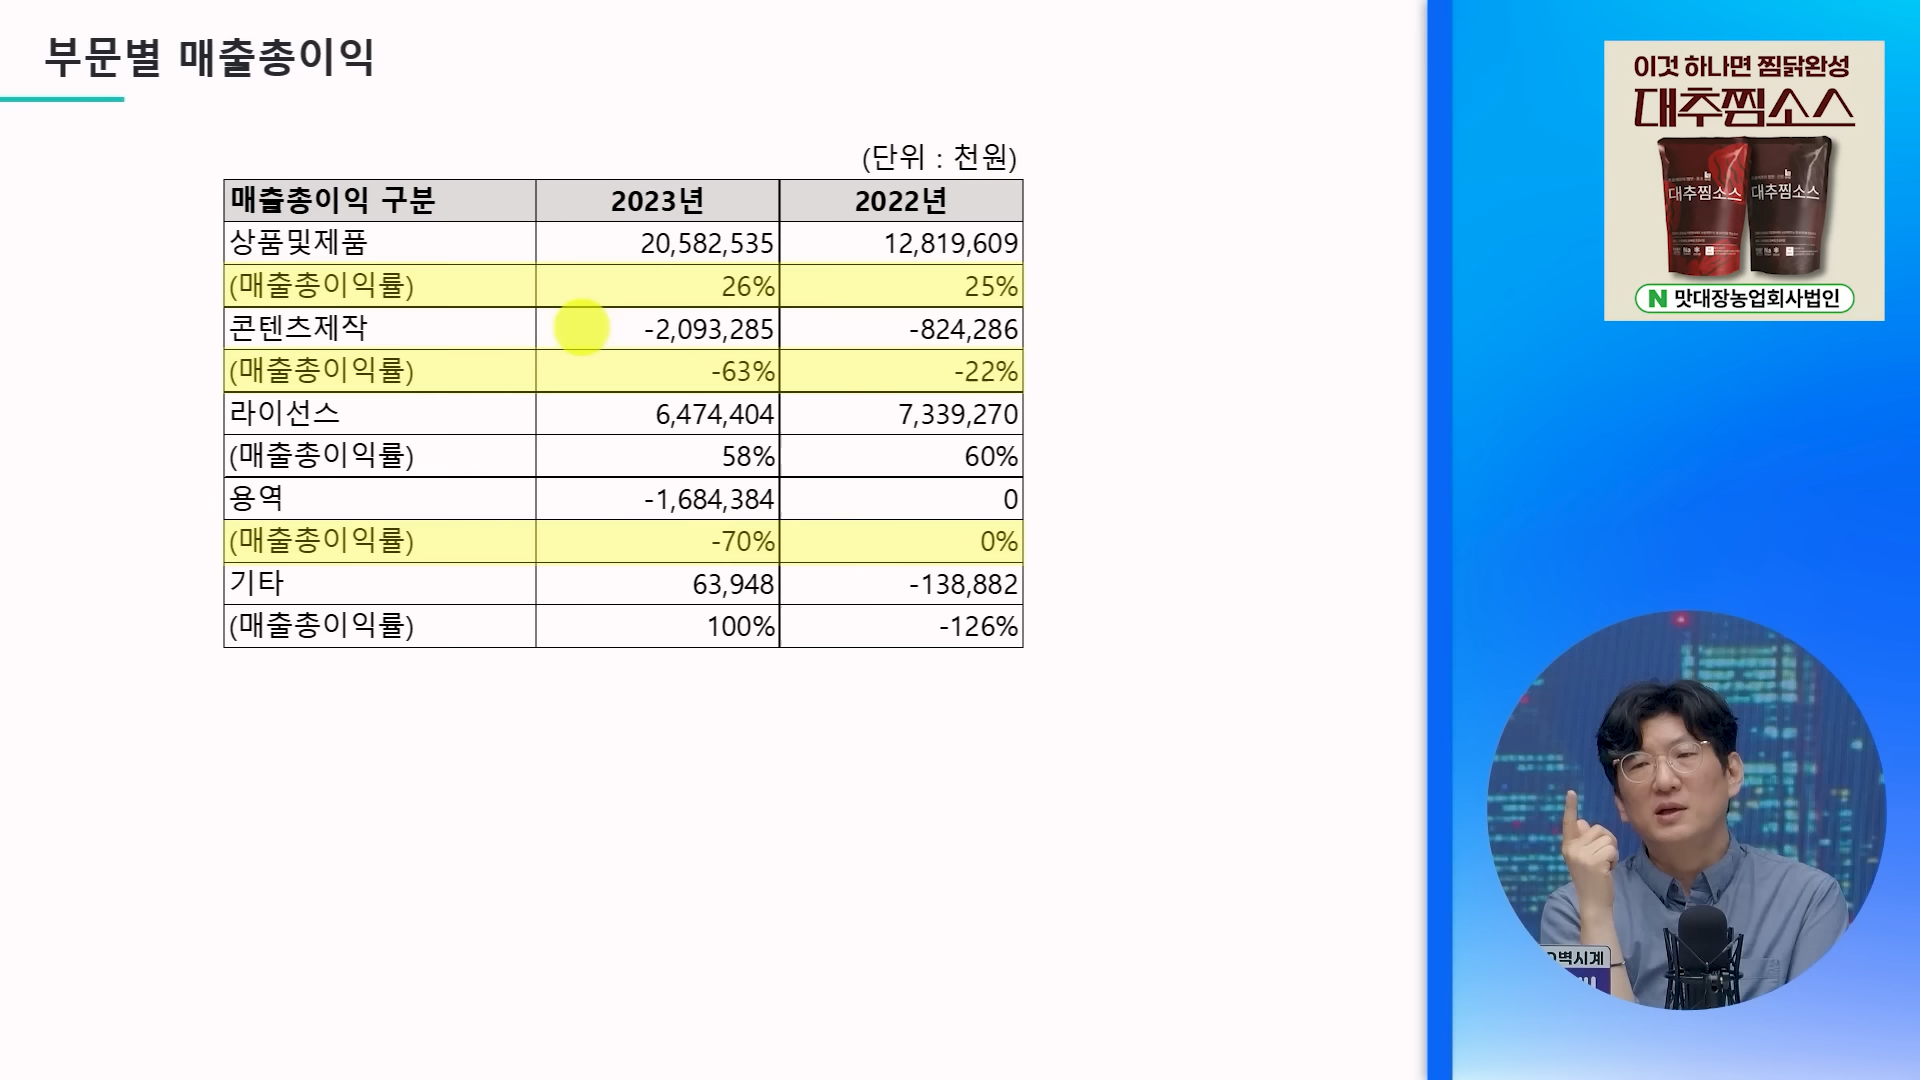 부문별 매출총이익
(단위 : 천원)
매출총이익 구분 2023년 2022년
상품및제품 20,582,535 12,819,609
(매출총이익률) 26% 25%
콘텐츠제작 -2,093,285 -824,286
(매출총이익률) -63% -22%
라이선스 6,474,404 7,339,270
(매출총이익률) 58% 60%
용역 -1,684,384 0
(매출총이익률) -70% 0%
기타 63,948 -138,882
(매출총이익률) 100% -126%
이것 하나면 찜닭완성
대추찜소스
대추찜소스 대추찜소스
N 맛대장농업회사법인
벽시계